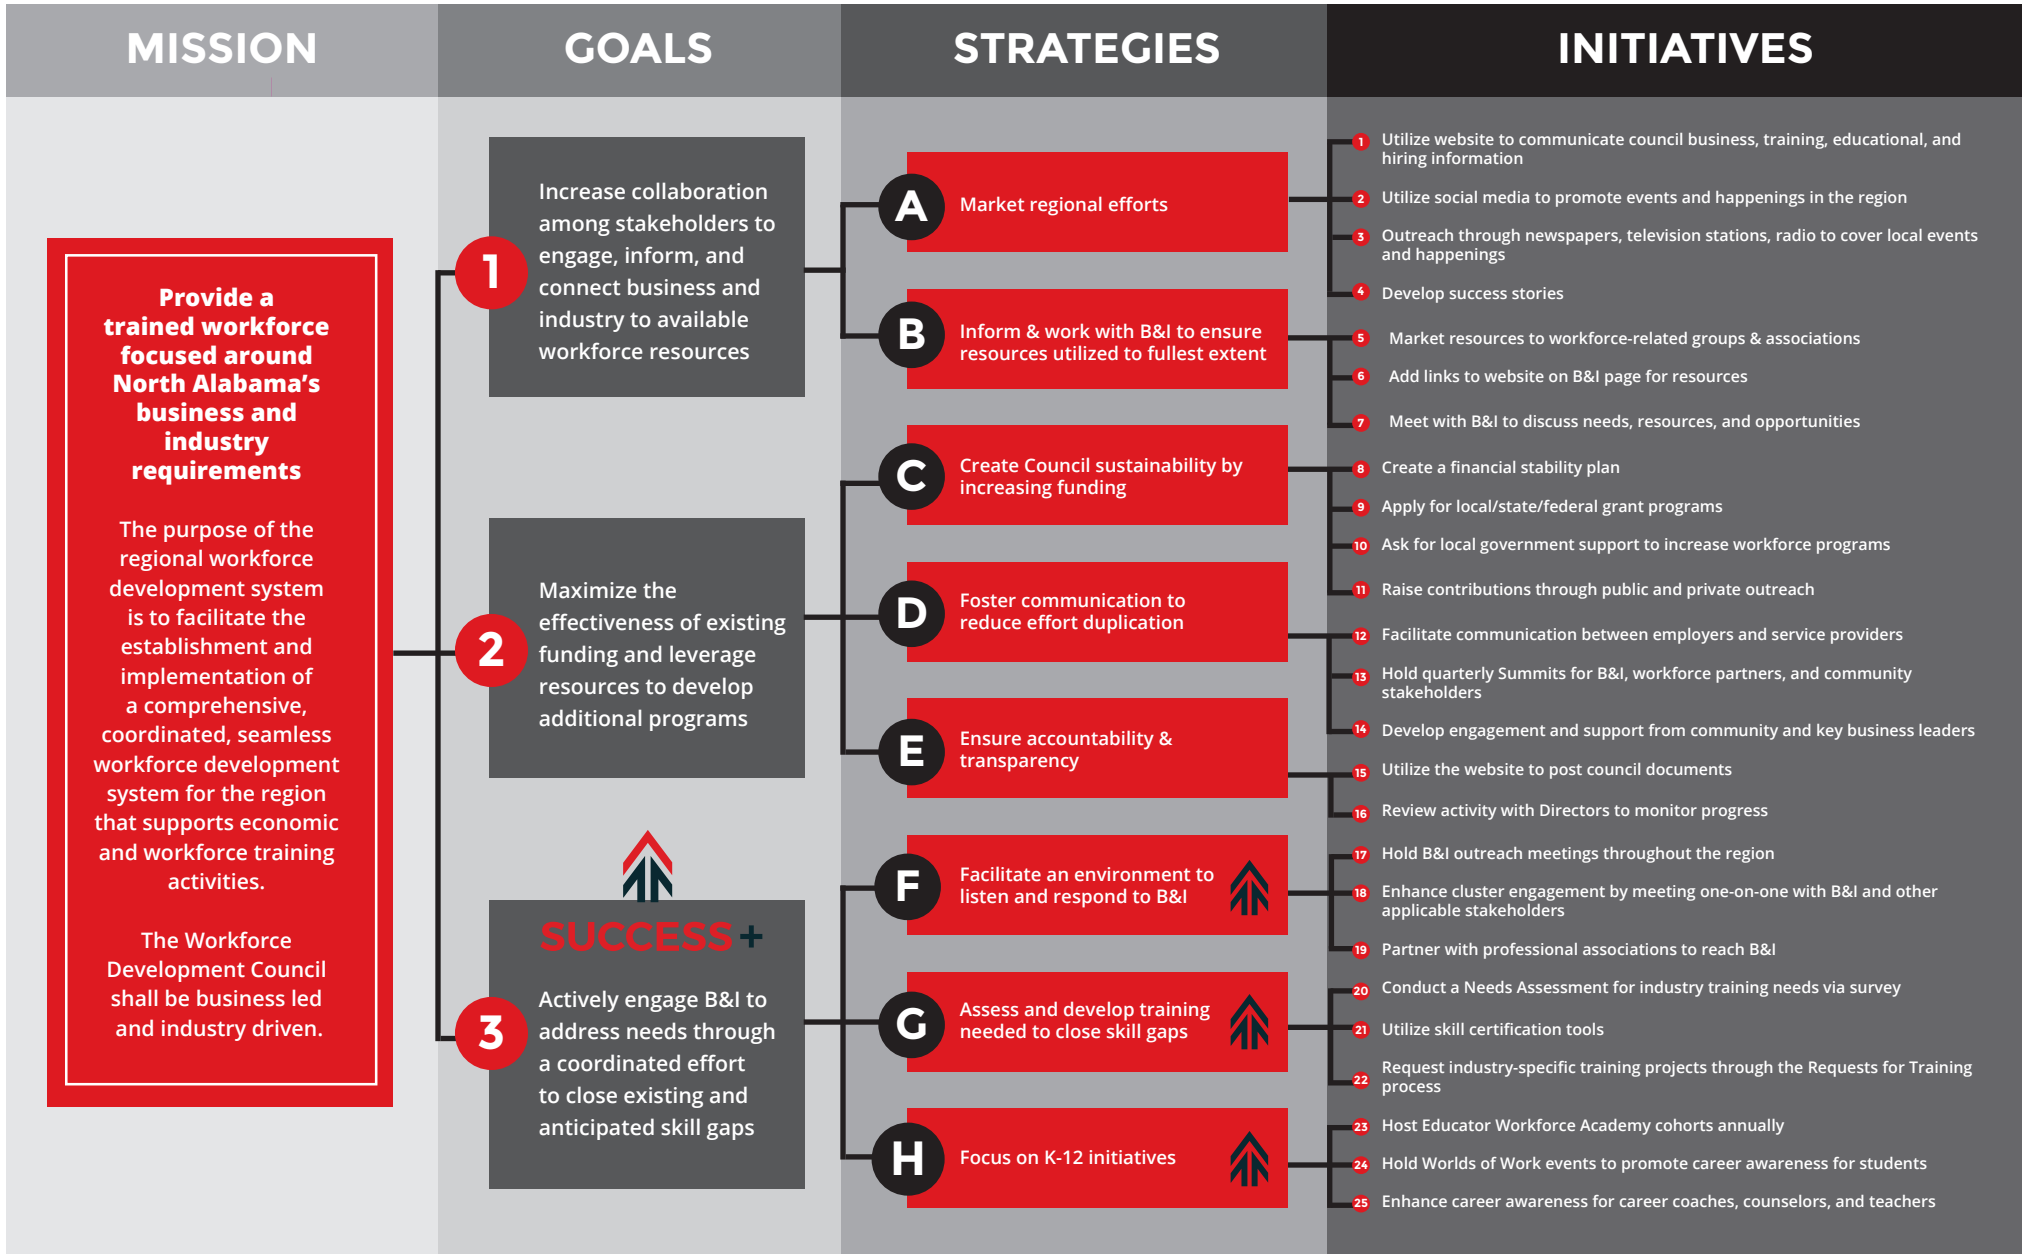 MISSION
GOALS
STRATEGIES
INITIATIVES
Provide a
trained workforce
focused around
North Alabama’s
business and
industry
requirements
The purpose of the
regional workforce
development system
is to facilitate the
establishment and
implementation of
a comprehensive,
coordinated, seamless
workforce development
system for the region
that supports economic
and workforce training
activities.
The Workforce
Development Council
shall be business led
and industry driven.
1
Increase collaboration
among stakeholders to
engage, inform, and
connect business and
industry to available
workforce resources
2
Maximize the
effectiveness of existing
funding and leverage
resources to develop
additional programs
SUCCESS+
3
Actively engage B&I to
address needs through
a coordinated effort
to close existing and
anticipated skill gaps
A
Market regional efforts
B
Inform & work with B&I to ensure
resources utilized to fullest extent
C
Create Council sustainability by
increasing funding
D
Foster communication to
reduce effort duplication
E
Ensure accountability &
transparency
F
Facilitate an environment to
listen and respond to B&I
G
Assess and develop training
needed to close skill gaps
H
Focus on K-12 initiatives
1 Utilize website to communicate council business, training, educational, and
hiring information
2 Utilize social media to promote events and happenings in the region
3 Outreach through newspapers, television stations, radio to cover local events
and happenings
4 Develop success stories
5 Market resources to workforce-related groups & associations
6 Add links to website on B&I page for resources
7 Meet with B&I to discuss needs, resources, and opportunities
8 Create a financial stability plan
9 Apply for local/state/federal grant programs
10 Ask for local government support to increase workforce programs
11 Raise contributions through public and private outreach
12 Facilitate communication between employers and service providers
13 Hold quarterly Summits for B&I, workforce partners, and community
stakeholders
14 Develop engagement and support from community and key business leaders
15 Utilize the website to post council documents
16 Review activity with Directors to monitor progress
17 Hold B&I outreach meetings throughout the region
18 Enhance cluster engagement by meeting one-on-one with B&I and other
applicable stakeholders
19 Partner with professional associations to reach B&I
20 Conduct a Needs Assessment for industry training needs via survey
21 Utilize skill certification tools
22 Request industry-specific training projects through the Requests for Training
process
23 Host Educator Workforce Academy cohorts annually
24 Hold Worlds of Work events to promote career awareness for students
25 Enhance career awareness for career coaches, counselors, and teachers